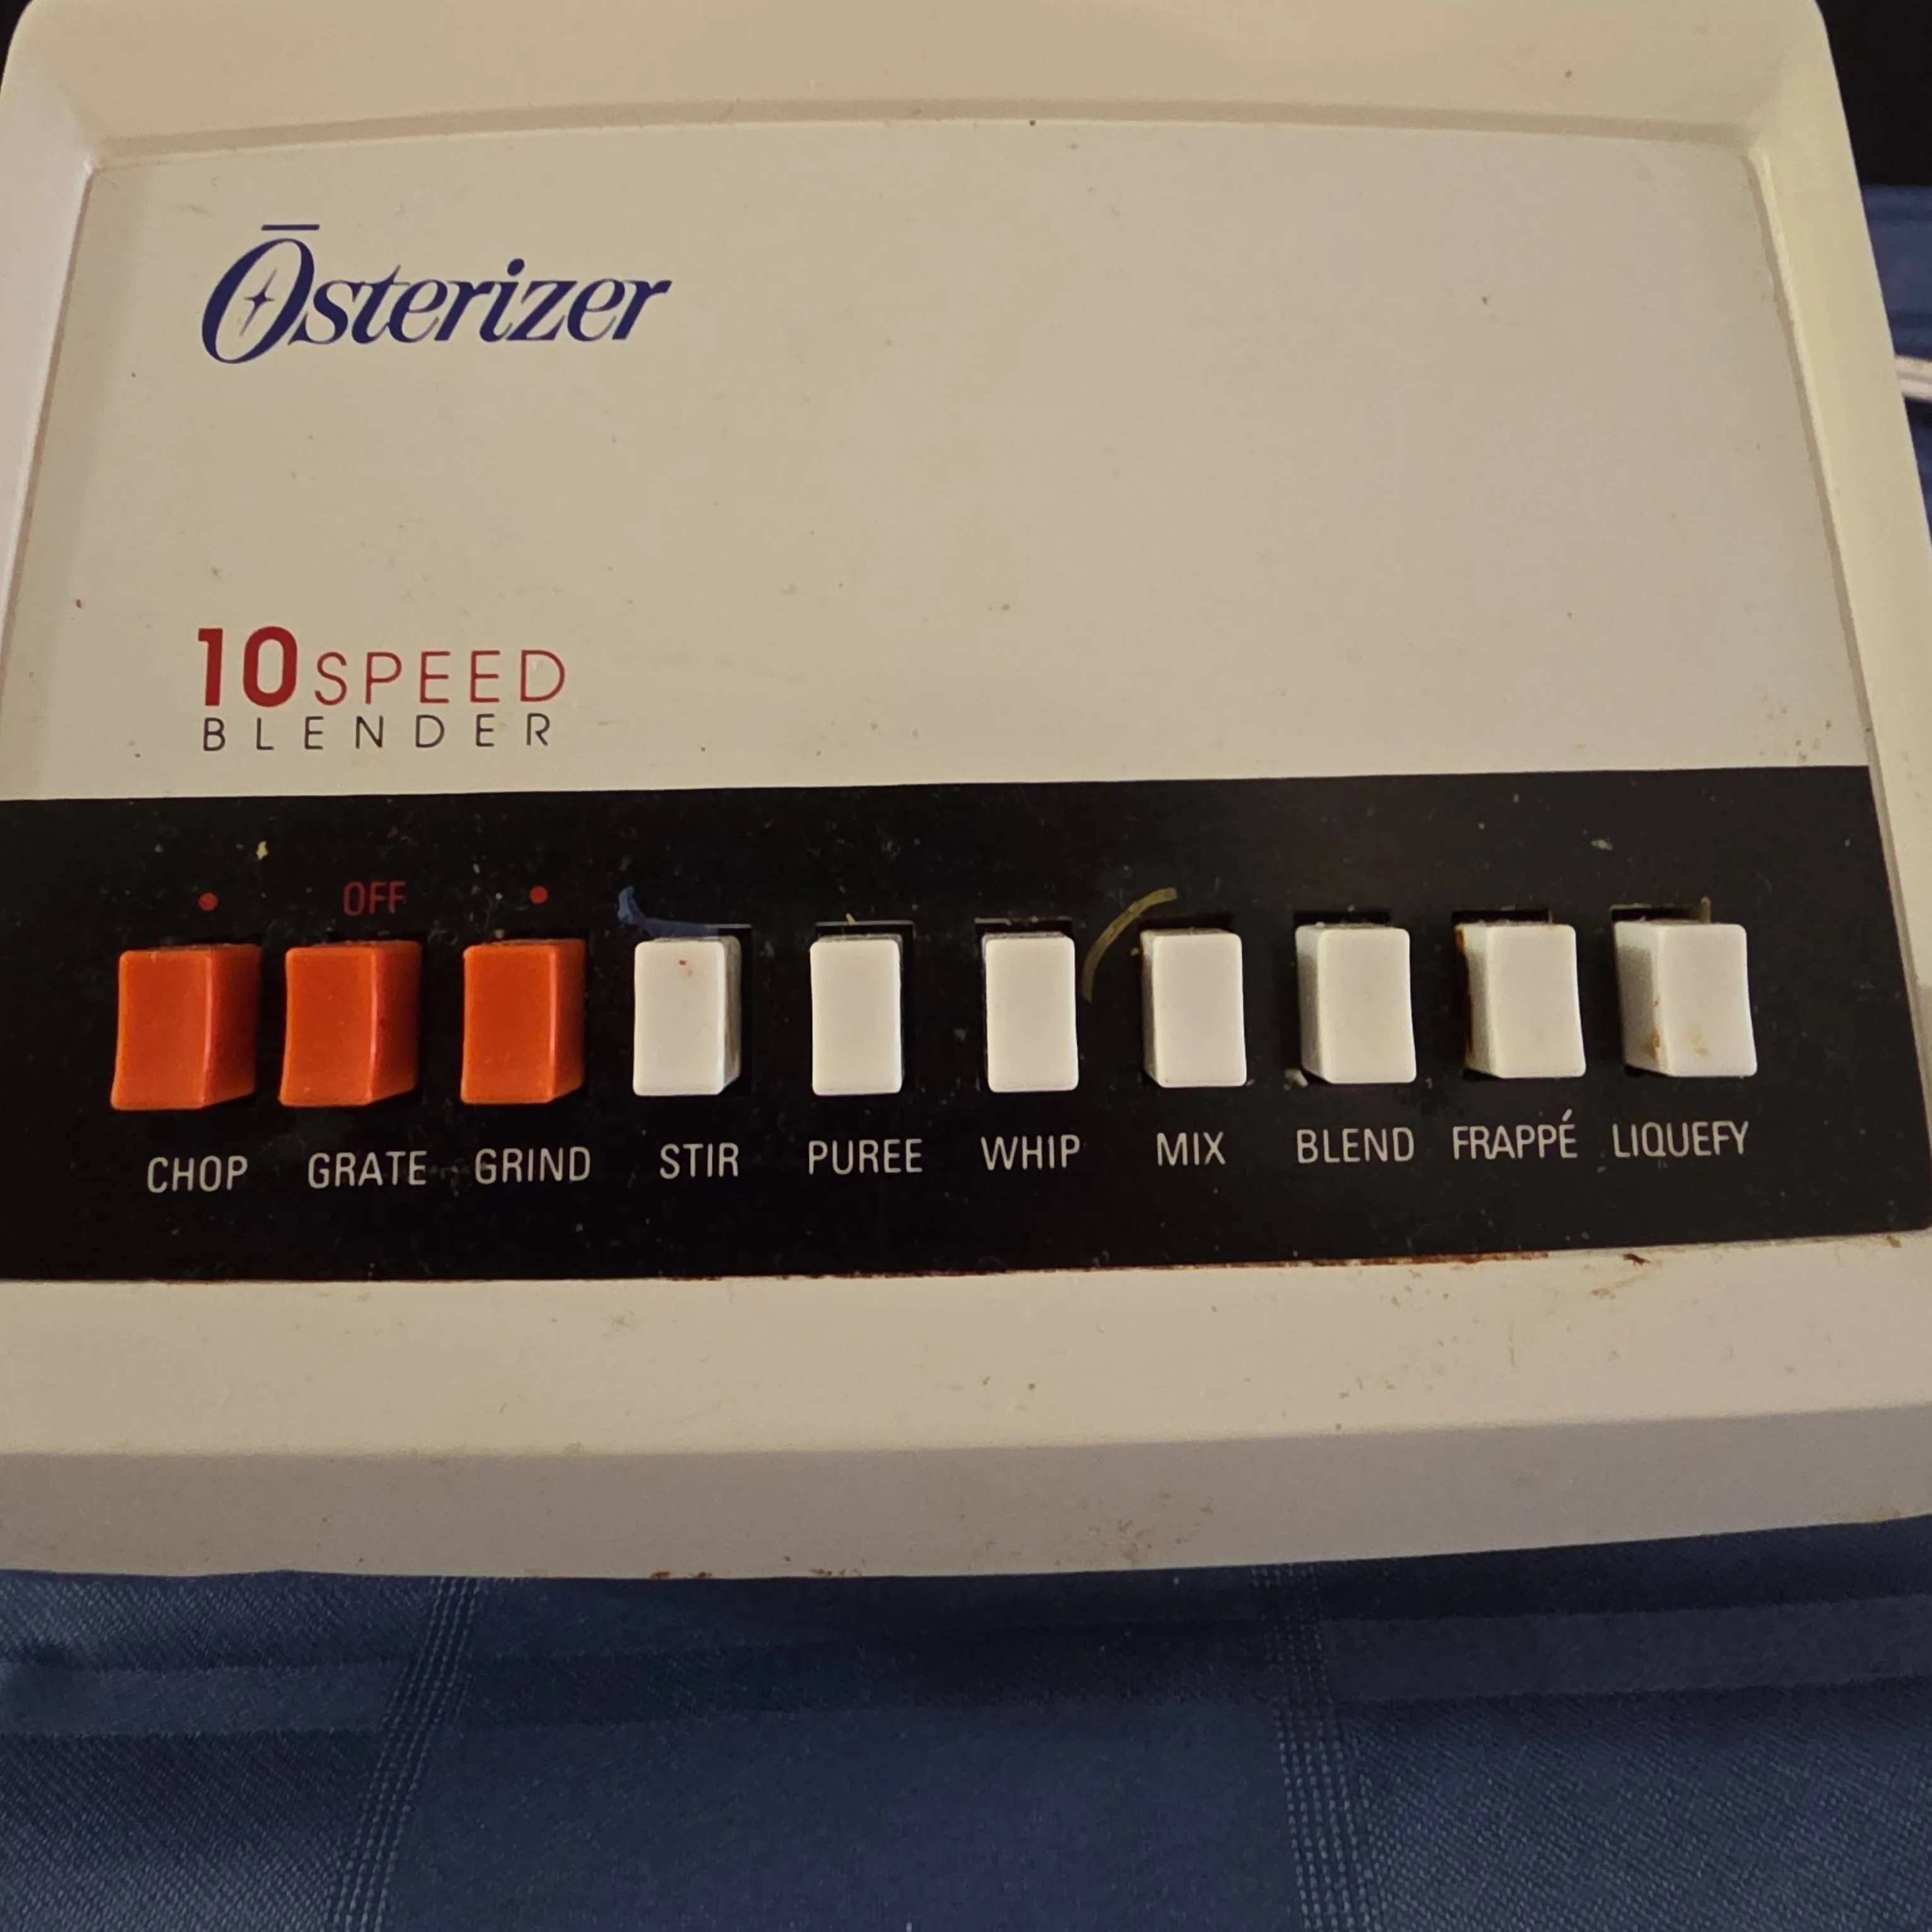 Ōsterizer
10 SPEED
BLENDER
• OFF •
CHOP GRATE GRIND STIR PUREE WHIP MIX BLEND FRAPPÉ LIQUEFY